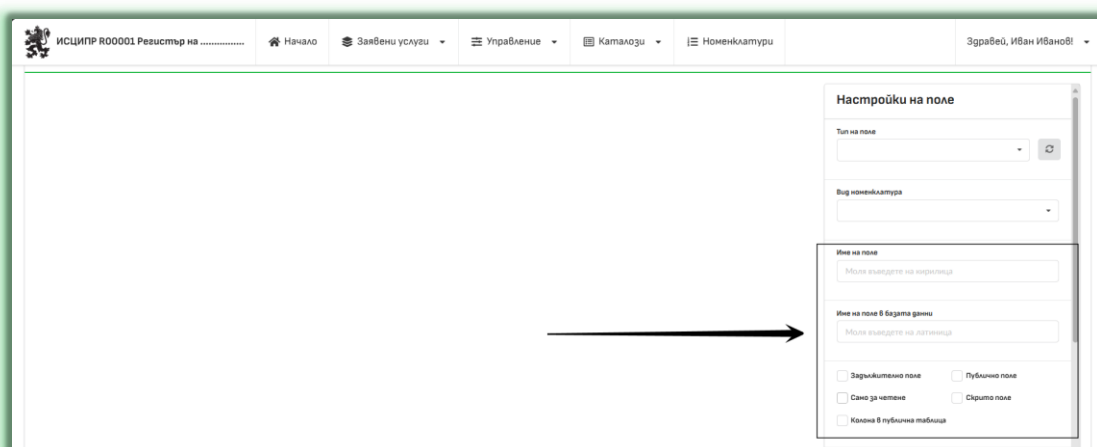 ИСЦИПР R00001 Регистър на ................ Начало Заявени услуги Управление Каталози Номенклатури Здравей, Иван Иванов!
Настройки на поле
Тип на поле
Вид номенклатура
Име на поле
Моля въведете на кирилица
Име на поле в базата данни
Моля въведете на латиница
Задължително поле Публично поле
Само за четене Скрито поле
Колона в публична таблица